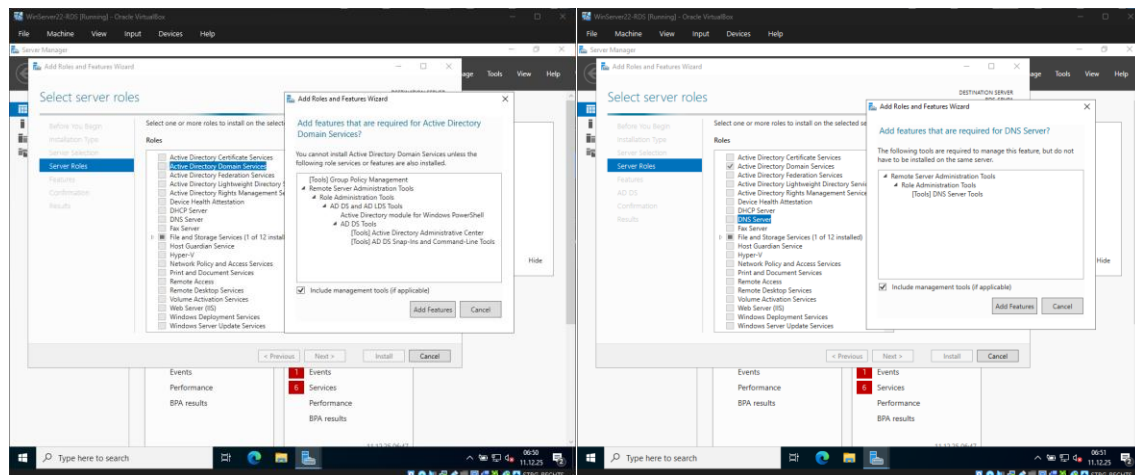 WinServer22-RDS [Running] - Oracle VirtualBox
File Machine View Input Devices Help
Server Manager
Add Roles and Features Wizard
Tools View Help
Select server roles
Before You Begin
Installation Type
Server Selection
Server Roles
Features
Confirmation
Results
Select one or more roles to install on the select
Roles
Active Directory Certificate Services
Active Directory Domain Services
Active Directory Federation Services
Active Directory Lightweight Directory S
Active Directory Rights Management Se
Device Health Attestation
DHCP Server
DNS Server
Fax Server
File and Storage Services (1 of 12 install
Host Guardian Service
Hyper-V
Network Policy and Access Services
Print and Document Services
Remote Access
Remote Desktop Services
Volume Activation Services
Web Server (IIS)
Windows Deployment Services
Windows Server Update Services
Add Roles and Features Wizard
Add features that are required for Active Directory
Domain Services?
You cannot install Active Directory Domain Services unless the
following role services or features are also installed.
[Tools] Group Policy Management
Remote Server Administration Tools
Role Administration Tools
AD DS and AD LDS Tools
Active Directory module for Windows PowerShell
AD DS Tools
[Tools] Active Directory Administrative Center
[Tools] AD DS Snap-Ins and Command-Line Tools
Include management tools (if applicable)
Add Features Cancel
Hide
< Previous Next > Install Cancel
Events
Performance
BPA results
1 Events
6 Services
Performance
BPA results
11.12.25 06:47
Type here to search
06:50
11.12.25
WinServer22-RDS [Running] - Oracle VirtualBox
File Machine View Input Devices Help
Server Manager
Add Roles and Features Wizard
Tools View Help
Select server roles
DESTINATION SERVER
Before You Begin
Installation Type
Server Selection
Server Roles
Features
AD DS
Confirmation
Results
Select one or more roles to install on the selected se
Roles
Active Directory Certificate Services
Active Directory Domain Services
Active Directory Federation Services
Active Directory Lightweight Directory Servi
Active Directory Rights Management Service
Device Health Attestation
DHCP Server
DNS Server
Fax Server
File and Storage Services (1 of 12 installed)
Host Guardian Service
Hyper-V
Network Policy and Access Services
Print and Document Services
Remote Access
Remote Desktop Services
Volume Activation Services
Web Server (IIS)
Windows Deployment Services
Windows Server Update Services
Add Roles and Features Wizard
Add features that are required for DNS Server?
The following tools are required to manage this feature, but do not
have to be installed on the same server.
Remote Server Administration Tools
Role Administration Tools
[Tools] DNS Server Tools
Include management tools (if applicable)
Add Features Cancel
Hide
< Previous Next > Install Cancel
Events
Performance
BPA results
1 Events
6 Services
Performance
BPA results
11.12.25 06:47
Type here to search
06:51
11.12.25